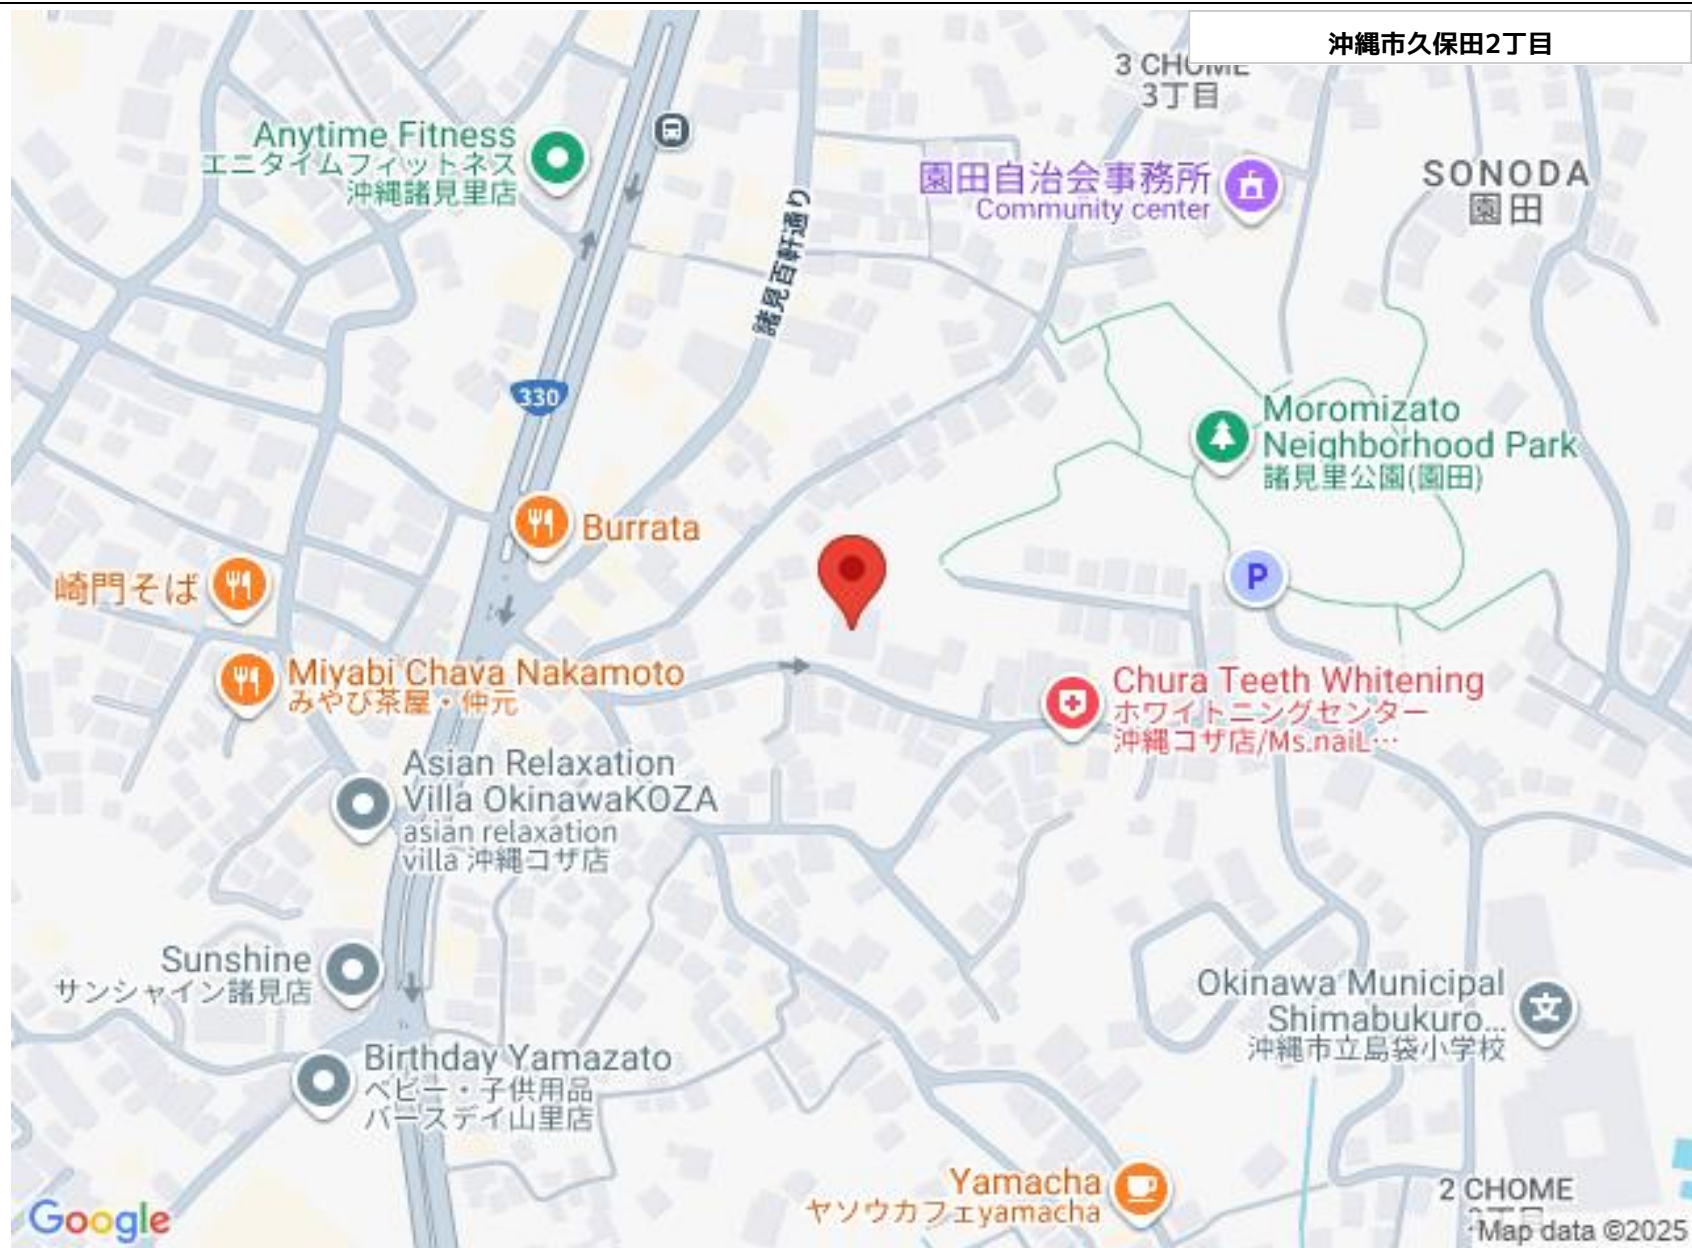 沖縄市久保田2丁目
3 CHOME
3丁目
Anytime Fitness
エニタイムフィットネス
沖縄諸見里店
園田自治会事務所
Community center
SONODA
園田
諸見百軒通り
330
Moromizato
Neighborhood Park
諸見里公園(園田)
Burrata
P
崎門そば
Miyabi Chaya Nakamoto
みやび茶屋・仲元
Chura Teeth Whitening
ホワイトニングセンター
沖縄コザ店/Ms.naiL…
Asian Relaxation
Villa OkinawaKOZA
asian relaxation
villa 沖縄コザ店
Sunshine
サンシャイン諸見店
Okinawa Municipal
Shimabukuro...
沖縄市立島袋小学校
文
Birthday Yamazato
ベビー・子供用品
バースデイ山里店
Yamacha
ヤソウカフェyamacha
2 CHOME
2丁目
Google
Map data ©2025